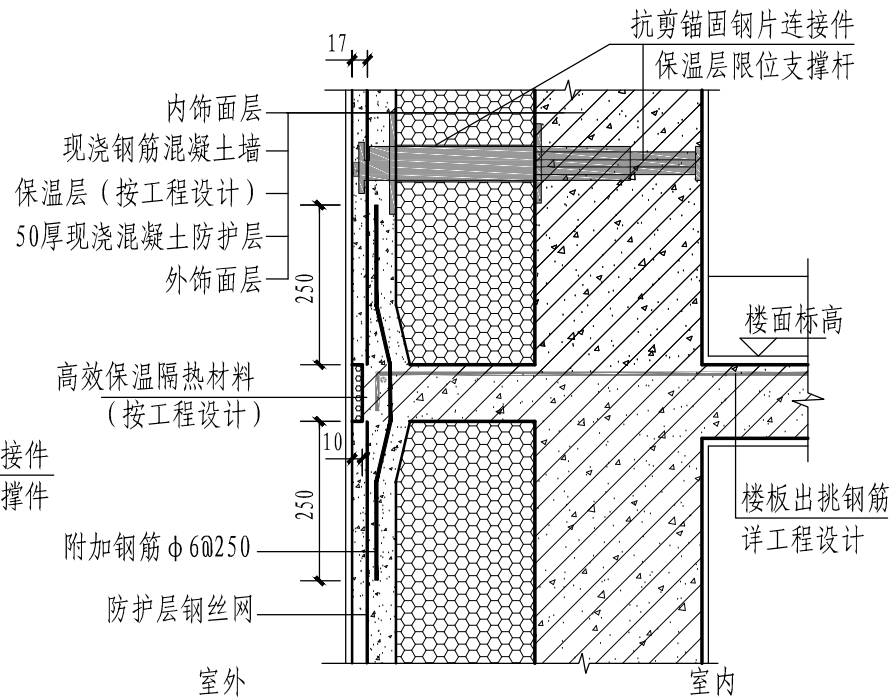 抗剪锚固钢片连接件
保温层限位支撑杆
17
内饰面层
现浇钢筋混凝土墙
保温层（按工程设计）
50厚现浇混凝土防护层
外饰面层
250
楼面标高
高效保温隔热材料
（按工程设计）
10
接件
撑件
250
楼板出挑钢筋
详工程设计
附加钢筋ϕ6@250
防护层钢丝网
室外
室内